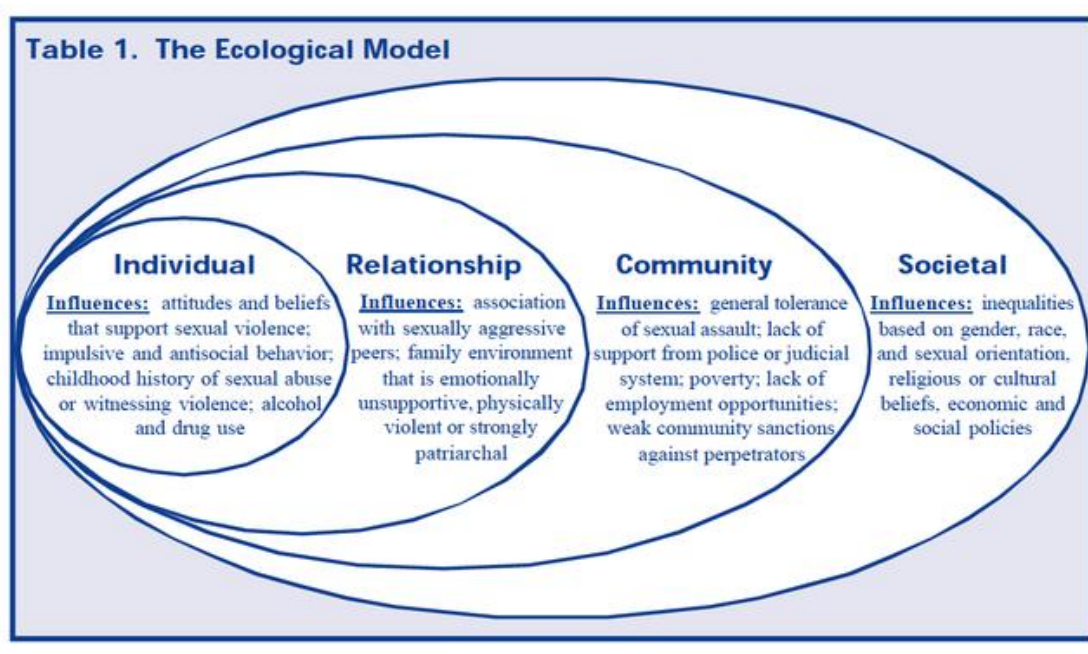 Table 1. The Ecological Model
Individual
Influences: attitudes and beliefs
that support sexual violence;
impulsive and antisocial behavior;
childhood history of sexual abuse
or witnessing violence; alcohol
and drug use
Relationship
Influences: association
with sexually aggressive
peers; family environment
that is emotionally
unsupportive, physically
violent or strongly
patriarchal
Community
Influences: general tolerance
of sexual assault; lack of
support from police or judicial
system; poverty; lack of
employment opportunities;
weak community sanctions
against perpetrators
Societal
Influences: inequalities
based on gender, race,
and sexual orientation,
religious or cultural
beliefs, economic and
social policies